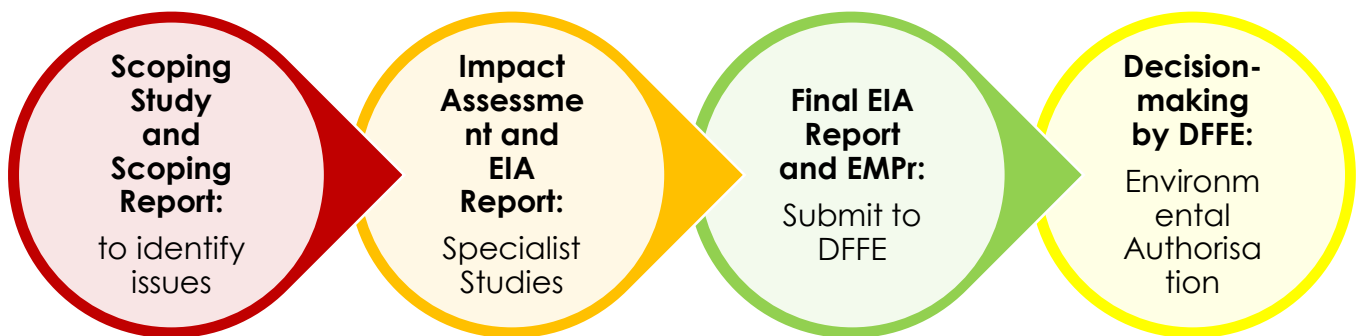 Scoping
Study
and
Scoping
Report:
to identify
issues
Impact
Assessme
nt and
EIA
Report:
Specialist
Studies
Final EIA
Report
and EMPr:
Submit to
DFFE
Decision-
making
by DFFE:
Environm
ental
Authorisa
tion